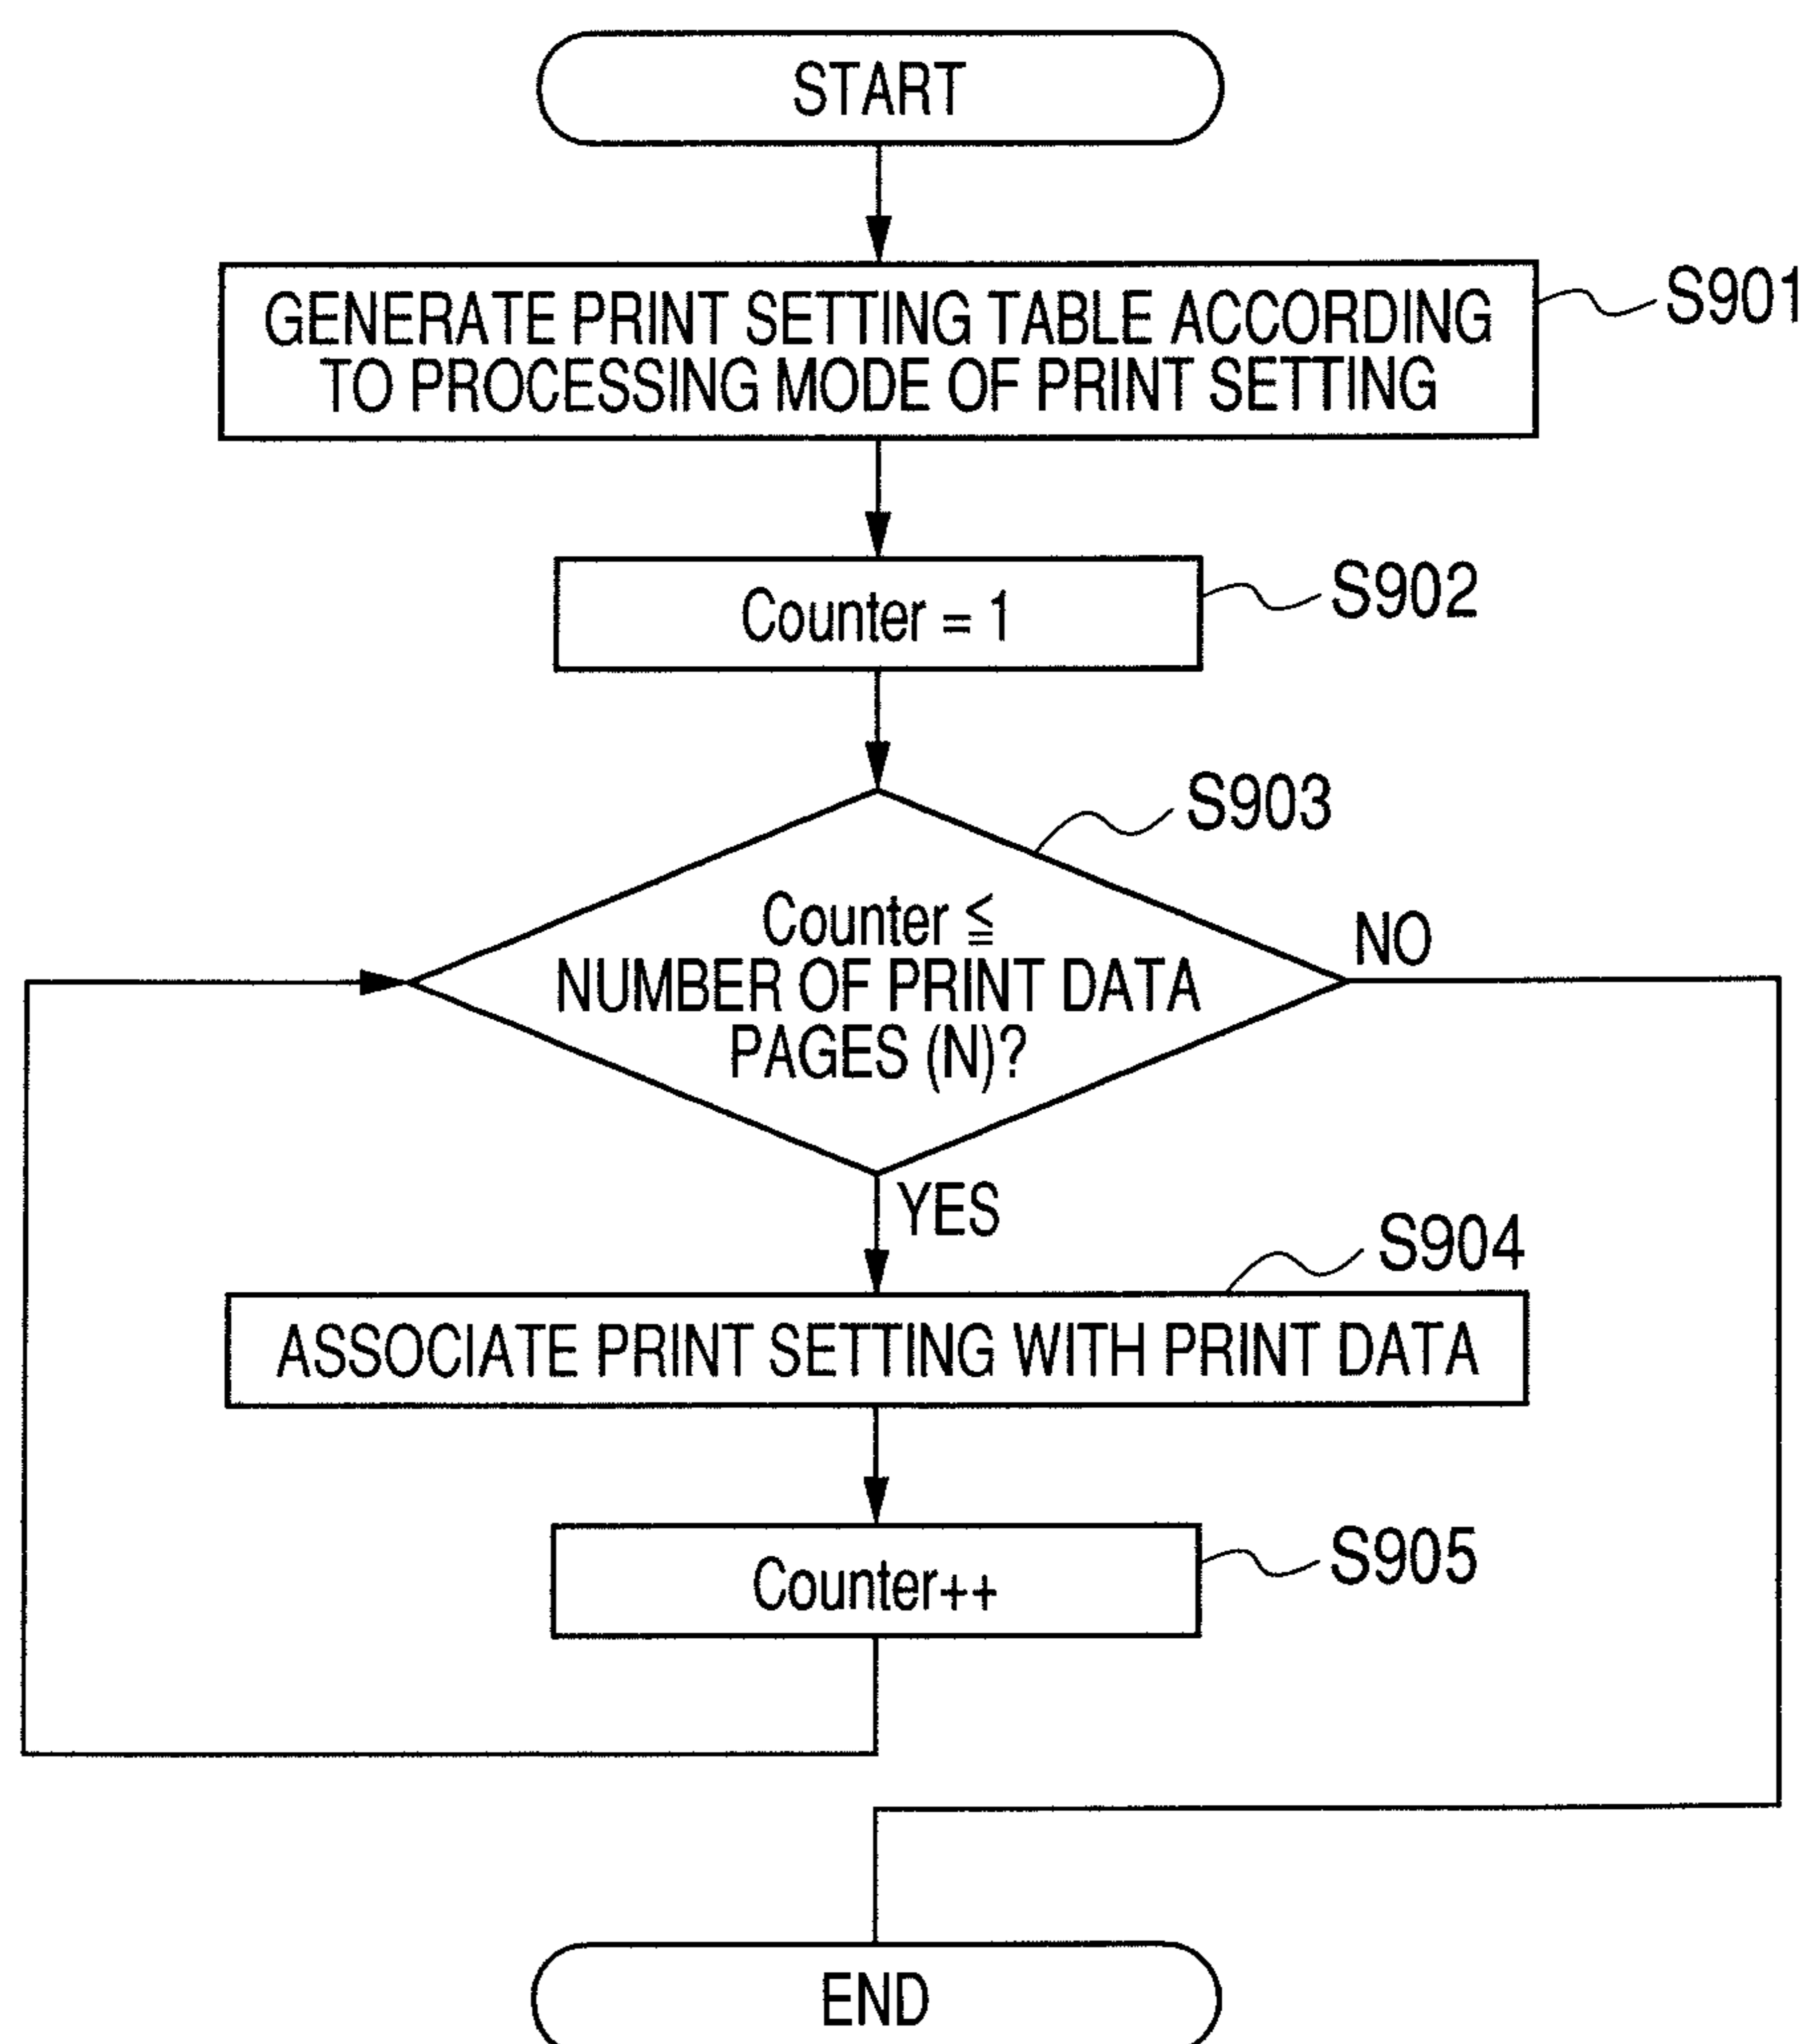 START
GENERATE PRINT SETTING TABLE ACCORDING
TO PROCESSING MODE OF PRINT SETTING
S901
Counter = 1
S902
S903
Counter ≦
NUMBER OF PRINT DATA
PAGES (N)?
NO
YES
S904
ASSOCIATE PRINT SETTING WITH PRINT DATA
Counter++
S905
END